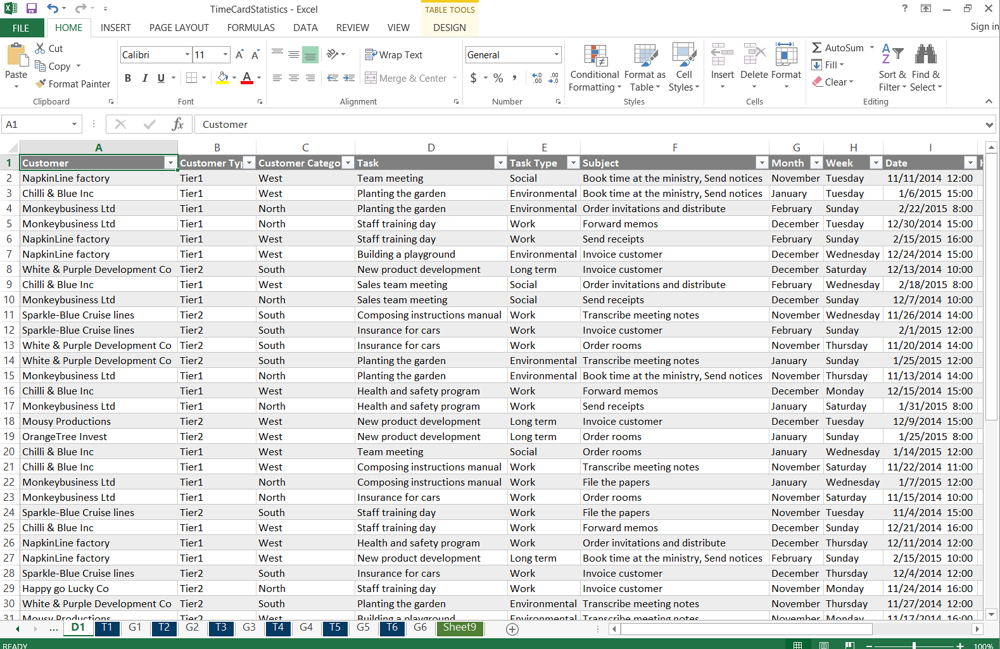 TimeCardStatistics - Excel
TABLE TOOLS
?
FILE HOME INSERT PAGE LAYOUT FORMULAS DATA REVIEW VIEW DESIGN Sign in
Paste Cut
Copy
Format Painter
Clipboard
Calibri 11
B I U
Font
Wrap Text
Merge & Center
Alignment
General
$ % ,
Number
Conditional Formatting
Format as Table
Cell Styles
Styles
Insert Delete Format
Cells
AutoSum
Fill
Clear
Sort & Filter
Find & Select
Editing
A1 fx Customer
A B C D E F G H I
1 Customer Customer Typ Customer Catego Task Task Type Subject Month Week Date
2 NapkinLine factory Tier1 West Team meeting Social Book time at the ministry, Send notices November Tuesday 11/11/2014 12:00
3 Chilli & Blue Inc Tier1 West Planting the garden Environmental Book time at the ministry, Send notices January Tuesday 1/6/2015 15:00
4 Monkeybusiness Ltd Tier1 North Planting the garden Environmental Order invitations and distribute February Sunday 2/22/2015 8:00
5 Monkeybusiness Ltd Tier1 North Staff training day Work Forward memos December Tuesday 12/30/2014 15:00
6 NapkinLine factory Tier1 West Staff training day Work Send receipts February Sunday 2/15/2015 16:00
7 NapkinLine factory Tier1 West Building a playground Environmental Invoice customer December Wednesday 12/24/2014 15:00
8 White & Purple Development Co Tier2 South New product development Long term Invoice customer December Saturday 12/13/2014 10:00
9 Chilli & Blue Inc Tier1 West Sales team meeting Social Order invitations and distribute February Wednesday 2/18/2015 8:00
10 Monkeybusiness Ltd Tier1 North Sales team meeting Social Send receipts December Sunday 12/7/2014 10:00
11 Sparkle-Blue Cruise lines Tier2 South Composing instructions manual Work Transcribe meeting notes November Wednesday 11/26/2014 14:00
12 Sparkle-Blue Cruise lines Tier2 South Insurance for cars Work Invoice customer February Sunday 2/1/2015 12:00
13 White & Purple Development Co Tier2 South Insurance for cars Work Order rooms November Thursday 11/20/2014 14:00
14 White & Purple Development Co Tier2 South Planting the garden Environmental Transcribe meeting notes January Sunday 1/25/2015 12:00
15 Monkeybusiness Ltd Tier1 North Planting the garden Environmental Book time at the ministry, Send notices November Thursday 11/13/2014 14:00
16 Chilli & Blue Inc Tier1 West Health and safety program Work Forward memos December Monday 12/15/2014 15:00
17 Monkeybusiness Ltd Tier1 North Health and safety program Work Send receipts January Saturday 1/31/2015 8:00
18 Mousy Productions Tier2 West New product development Long term Invoice customer December Tuesday 12/9/2014 15:00
19 OrangeTree Invest Tier2 West New product development Long term Order rooms January Sunday 1/25/2015 8:00
20 Chilli & Blue Inc Tier1 West Team meeting Social Order rooms January Wednesday 1/14/2015 12:00
21 Chilli & Blue Inc Tier1 West Composing instructions manual Work Transcribe meeting notes November Saturday 11/22/2014 11:00
22 Monkeybusiness Ltd Tier1 North Composing instructions manual Work File the papers January Wednesday 1/7/2015 12:00
23 Monkeybusiness Ltd Tier1 North Insurance for cars Work Order rooms November Saturday 11/15/2014 10:00
24 Sparkle-Blue Cruise lines Tier2 South Staff training day Work File the papers November Tuesday 11/4/2014 15:00
25 Chilli & Blue Inc Tier1 West Staff training day Work Forward memos December Sunday 12/21/2014 16:00
26 NapkinLine factory Tier1 West Health and safety program Work Order invitations and distribute December Thursday 12/11/2014 12:00
27 NapkinLine factory Tier1 West New product development Long term Book time at the ministry, Send notices February Sunday 2/15/2015 10:00
28 Sparkle-Blue Cruise lines Tier2 South Insurance for cars Work Invoice customer December Thursday 12/4/2014 12:00
29 Happy go Lucky Co Tier2 North Staff training day Work Invoice customer November Monday 11/24/2014 16:00
30 White & Purple Development Co Tier2 South Planting the garden Environmental Transcribe meeting notes November Thursday 11/27/2014 12:00
31 Mousy Productions Tier2 West Building a playground Environmental Transcribe meeting notes November Monday 11/17/2014 16:00
... D1 T1 G1 T2 G2 T3 G3 T4 G4 T5 G5 T6 G6 Sheet9
READY 100%